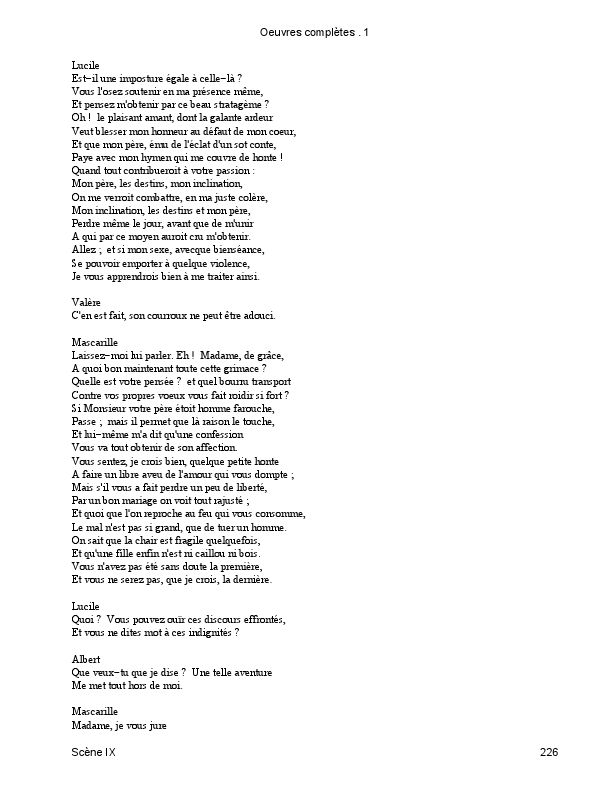 Oeuvres complètes . 1
Lucile
Est−il une imposture égale à celle−là ?
Vous l'osez soutenir en ma présence même,
Et pensez m'obtenir par ce beau stratagème ?
Oh !  le plaisant amant, dont la galante ardeur
Veut blesser mon honneur au défaut de mon coeur,
Et que mon père, ému de l'éclat d'un sot conte,
Paye avec mon hymen qui me couvre de honte !
Quand tout contribueroit à votre passion :
Mon père, les destins, mon inclination,
On me verroit combattre, en ma juste colère,
Mon inclination, les destins et mon père,
Perdre même le jour, avant que de m'unir
A qui par ce moyen auroit cru m'obtenir.
Allez ;  et si mon sexe, avecque bienséance,
Se pouvoir emporter à quelque violence,
Je vous apprendrois bien à me traiter ainsi.
Valère
C'en est fait, son courroux ne peut être adouci.
Mascarille
Laissez−moi lui parler. Eh !  Madame, de grâce,
A quoi bon maintenant toute cette grimace ?
Quelle est votre pensée ?  et quel bourru transport
Contre vos propres voeux vous fait roidir si fort ?
Si Monsieur votre père étoit homme farouche,
Passe ;  mais il permet que là raison le touche,
Et lui−même m'a dit qu'une confession
Vous va tout obtenir de son affection.
Vous sentez, je crois bien, quelque petite honte
A faire un libre aveu de l'amour qui vous dompte ;
Mais s'il vous a fait perdre un peu de liberté,
Par un bon mariage on voit tout rajusté ;
Et quoi que l'on reproche au feu qui vous consomme,
Le mal n'est pas si grand, que de tuer un homme.
On sait que la chair est fragile quelquefois,
Et qu'une fille enfin n'est ni caillou ni bois.
Vous n'avez pas été sans doute la première,
Et vous ne serez pas, que je crois, la dernière.
Lucile
Quoi ?  Vous pouvez ouïr ces discours effrontés,
Et vous ne dites mot à ces indignités ?
Albert
Que veux−tu que je dise ?  Une telle aventure
Me met tout hors de moi.
Mascarille
Madame, je vous jure
Scène IX
226